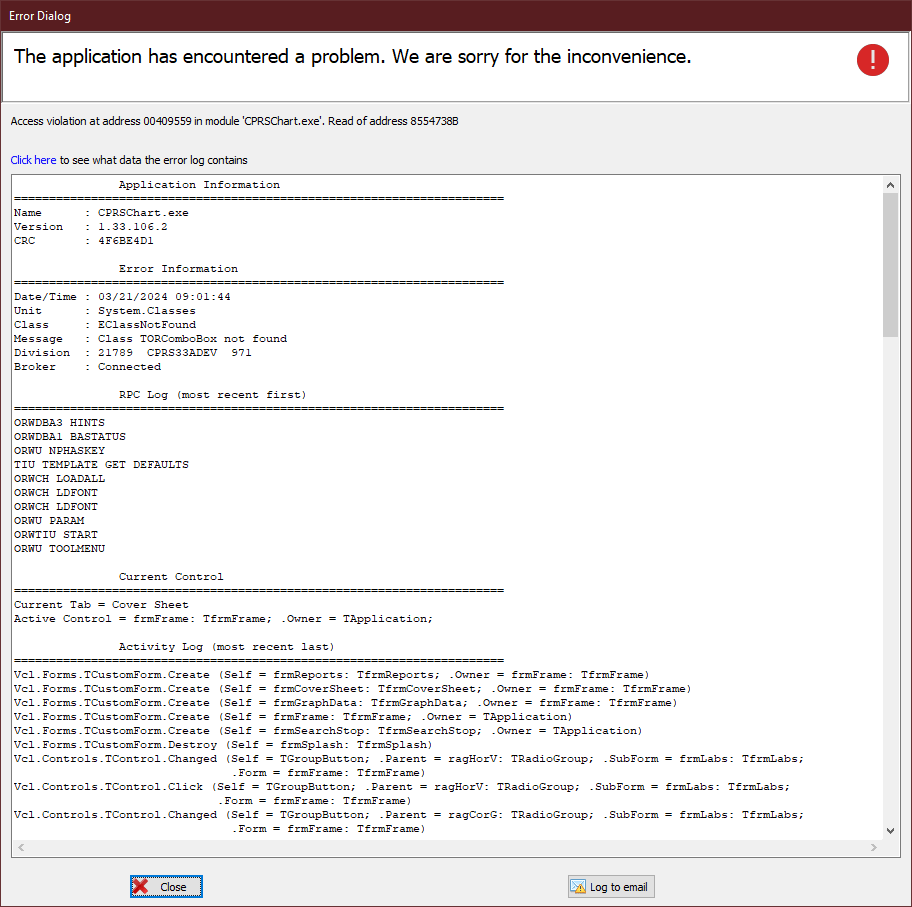 Error Dialog
The application has encountered a problem. We are sorry for the inconvenience.
Access violation at address 00409559 in module 'CPRSChart.exe'. Read of address 8554738B
Click here to see what data the error log contains
Application Information
======================================================================
Name      : CPRSChart.exe
Version   : 1.33.106.2
CRC       : 4F6BE4D1
Error Information
======================================================================
Date/Time : 03/21/2024 09:01:44
Unit      : System.Classes
Class     : EClassNotFound
Message   : Class TORComboBox not found
Division  : 21789  CPRS33ADEV  971
Broker    : Connected
RPC Log (most recent first)
======================================================================
ORWDBA3 HINTS
ORWDBA1 BASTATUS
ORWU NPHASKEY
TIU TEMPLATE GET DEFAULTS
ORWCH LOADALL
ORWCH LDFONT
ORWCH LDFONT
ORWU PARAM
ORWTIU START
ORWU TOOLMENU
Current Control
======================================================================
Current Tab = Cover Sheet
Active Control = frmFrame: TfrmFrame; .Owner = TApplication;
Activity Log (most recent last)
======================================================================
Vcl.Forms.TCustomForm.Create (Self = frmReports: TfrmReports; .Owner = frmFrame: TfrmFrame)
Vcl.Forms.TCustomForm.Create (Self = frmCoverSheet: TfrmCoverSheet; .Owner = frmFrame: TfrmFrame)
Vcl.Forms.TCustomForm.Create (Self = frmGraphData: TfrmGraphData; .Owner = frmFrame: TfrmFrame)
Vcl.Forms.TCustomForm.Create (Self = frmFrame: TfrmFrame; .Owner = TApplication)
Vcl.Forms.TCustomForm.Create (Self = frmSearchStop: TfrmSearchStop; .Owner = TApplication)
Vcl.Forms.TCustomForm.Destroy (Self = frmSplash: TfrmSplash)
Vcl.Controls.TControl.Changed (Self = TGroupButton; .Parent = ragHorV: TRadioGroup; .SubForm = frmLabs: TfrmLabs;
.Form = frmFrame: TfrmFrame)
Vcl.Controls.TControl.Click (Self = TGroupButton; .Parent = ragHorV: TRadioGroup; .SubForm = frmLabs: TfrmLabs;
.Form = frmFrame: TfrmFrame)
Vcl.Controls.TControl.Changed (Self = TGroupButton; .Parent = ragCorG: TRadioGroup; .SubForm = frmLabs: TfrmLabs;
.Form = frmFrame: TfrmFrame)
Close
Log to email